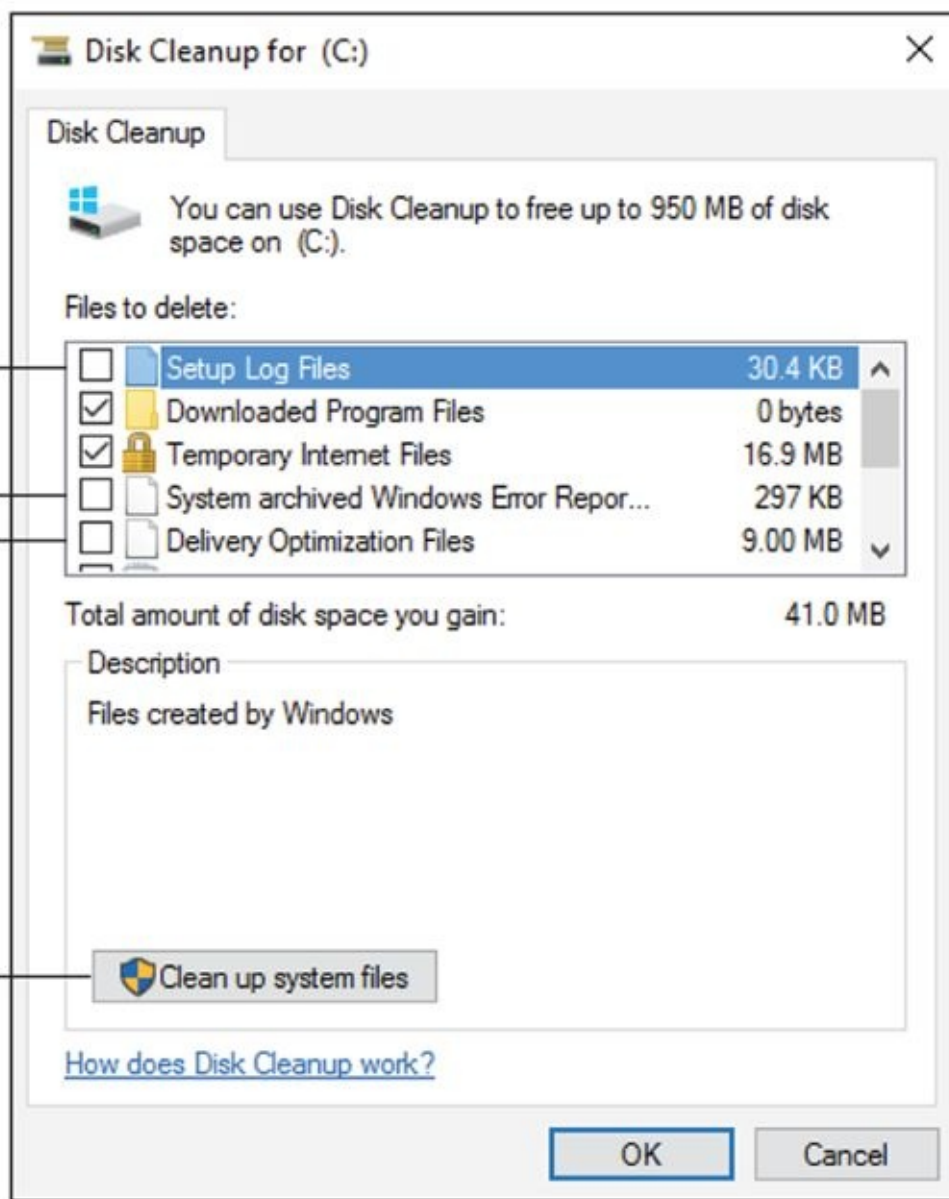 Disk Cleanup for (C:)
Disk Cleanup
You can use Disk Cleanup to free up to 950 MB of disk
space on (C:).
Files to delete:
Setup Log Files 30.4 KB
Downloaded Program Files 0 bytes
Temporary Internet Files 16.9 MB
System archived Windows Error Repor... 297 KB
Delivery Optimization Files 9.00 MB
Total amount of disk space you gain: 41.0 MB
Description
Files created by Windows
Clean up system files
How does Disk Cleanup work?
OK Cancel